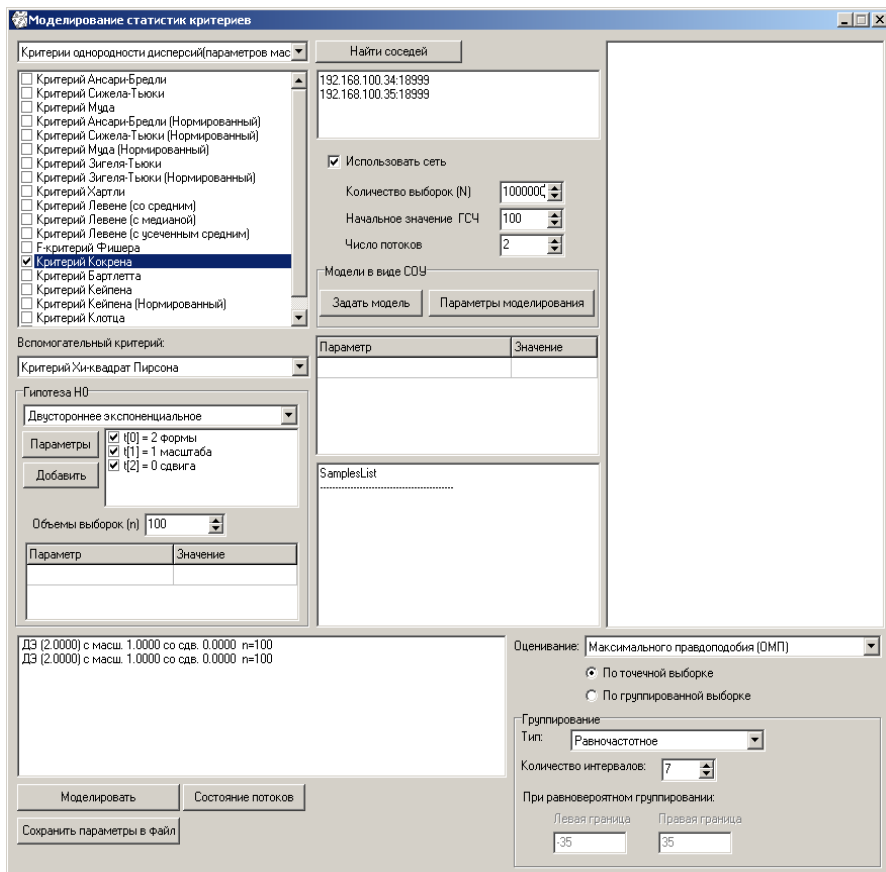 Моделирование статистик критериев
Критерии однородности дисперсий(параметров мас
Критерий Ансари-Бредли
Критерий Сижела-Тьюки
Критерий Муда
Критерий Ансари-Бредли (Нормированный)
Критерий Сижела-Тьюки (Нормированный)
Критерий Муда (Нормированный)
Критерий Зигеля-Тьюки
Критерий Зигеля-Тьюки (Нормированный)
Критерий Хартли
Критерий Левене (со средним)
Критерий Левене (с медианой)
Критерий Левене (с усеченным средним)
F-критерий Фишера
Критерий Кокрена
Критерий Бартлетта
Критерий Кейпена
Критерий Кейпена (Нормированный)
Критерий Клотца
Вспомогательный критерий:
Критерий Хи-квадрат Пирсона
Гипотеза H0
Двустороннее экспоненциальное
Параметры
Добавить
t[0] = 2 формы
t[1] = 1 масштаба
t[2] = 0 сдвига
Объемы выборок (n) 100
Параметр Значение
Найти соседей
192.168.100.34:18999
192.168.100.35:18999
Использовать сеть
Количество выборок (N)
Начальное значение ГСЧ 100
Число потоков 2
Модели в виде СОУ
Задать модель Параметры моделирования
Параметр Значение
SamplesList
--------------------------------------------
ДЭ (2.0000) с масш. 1.0000 со сдв. 0.0000 n=100
ДЭ (2.0000) с масш. 1.0000 со сдв. 0.0000 n=100
Моделировать Состояние потоков
Сохранить параметры в файл
Оценивание: Максимального правдоподобия (ОМП)
По точечной выборке
По группированной выборке
Группирование
Тип: Равночастотное
Количество интервалов: 7
При равновероятном группировании:
Левая граница Правая граница
-35 35